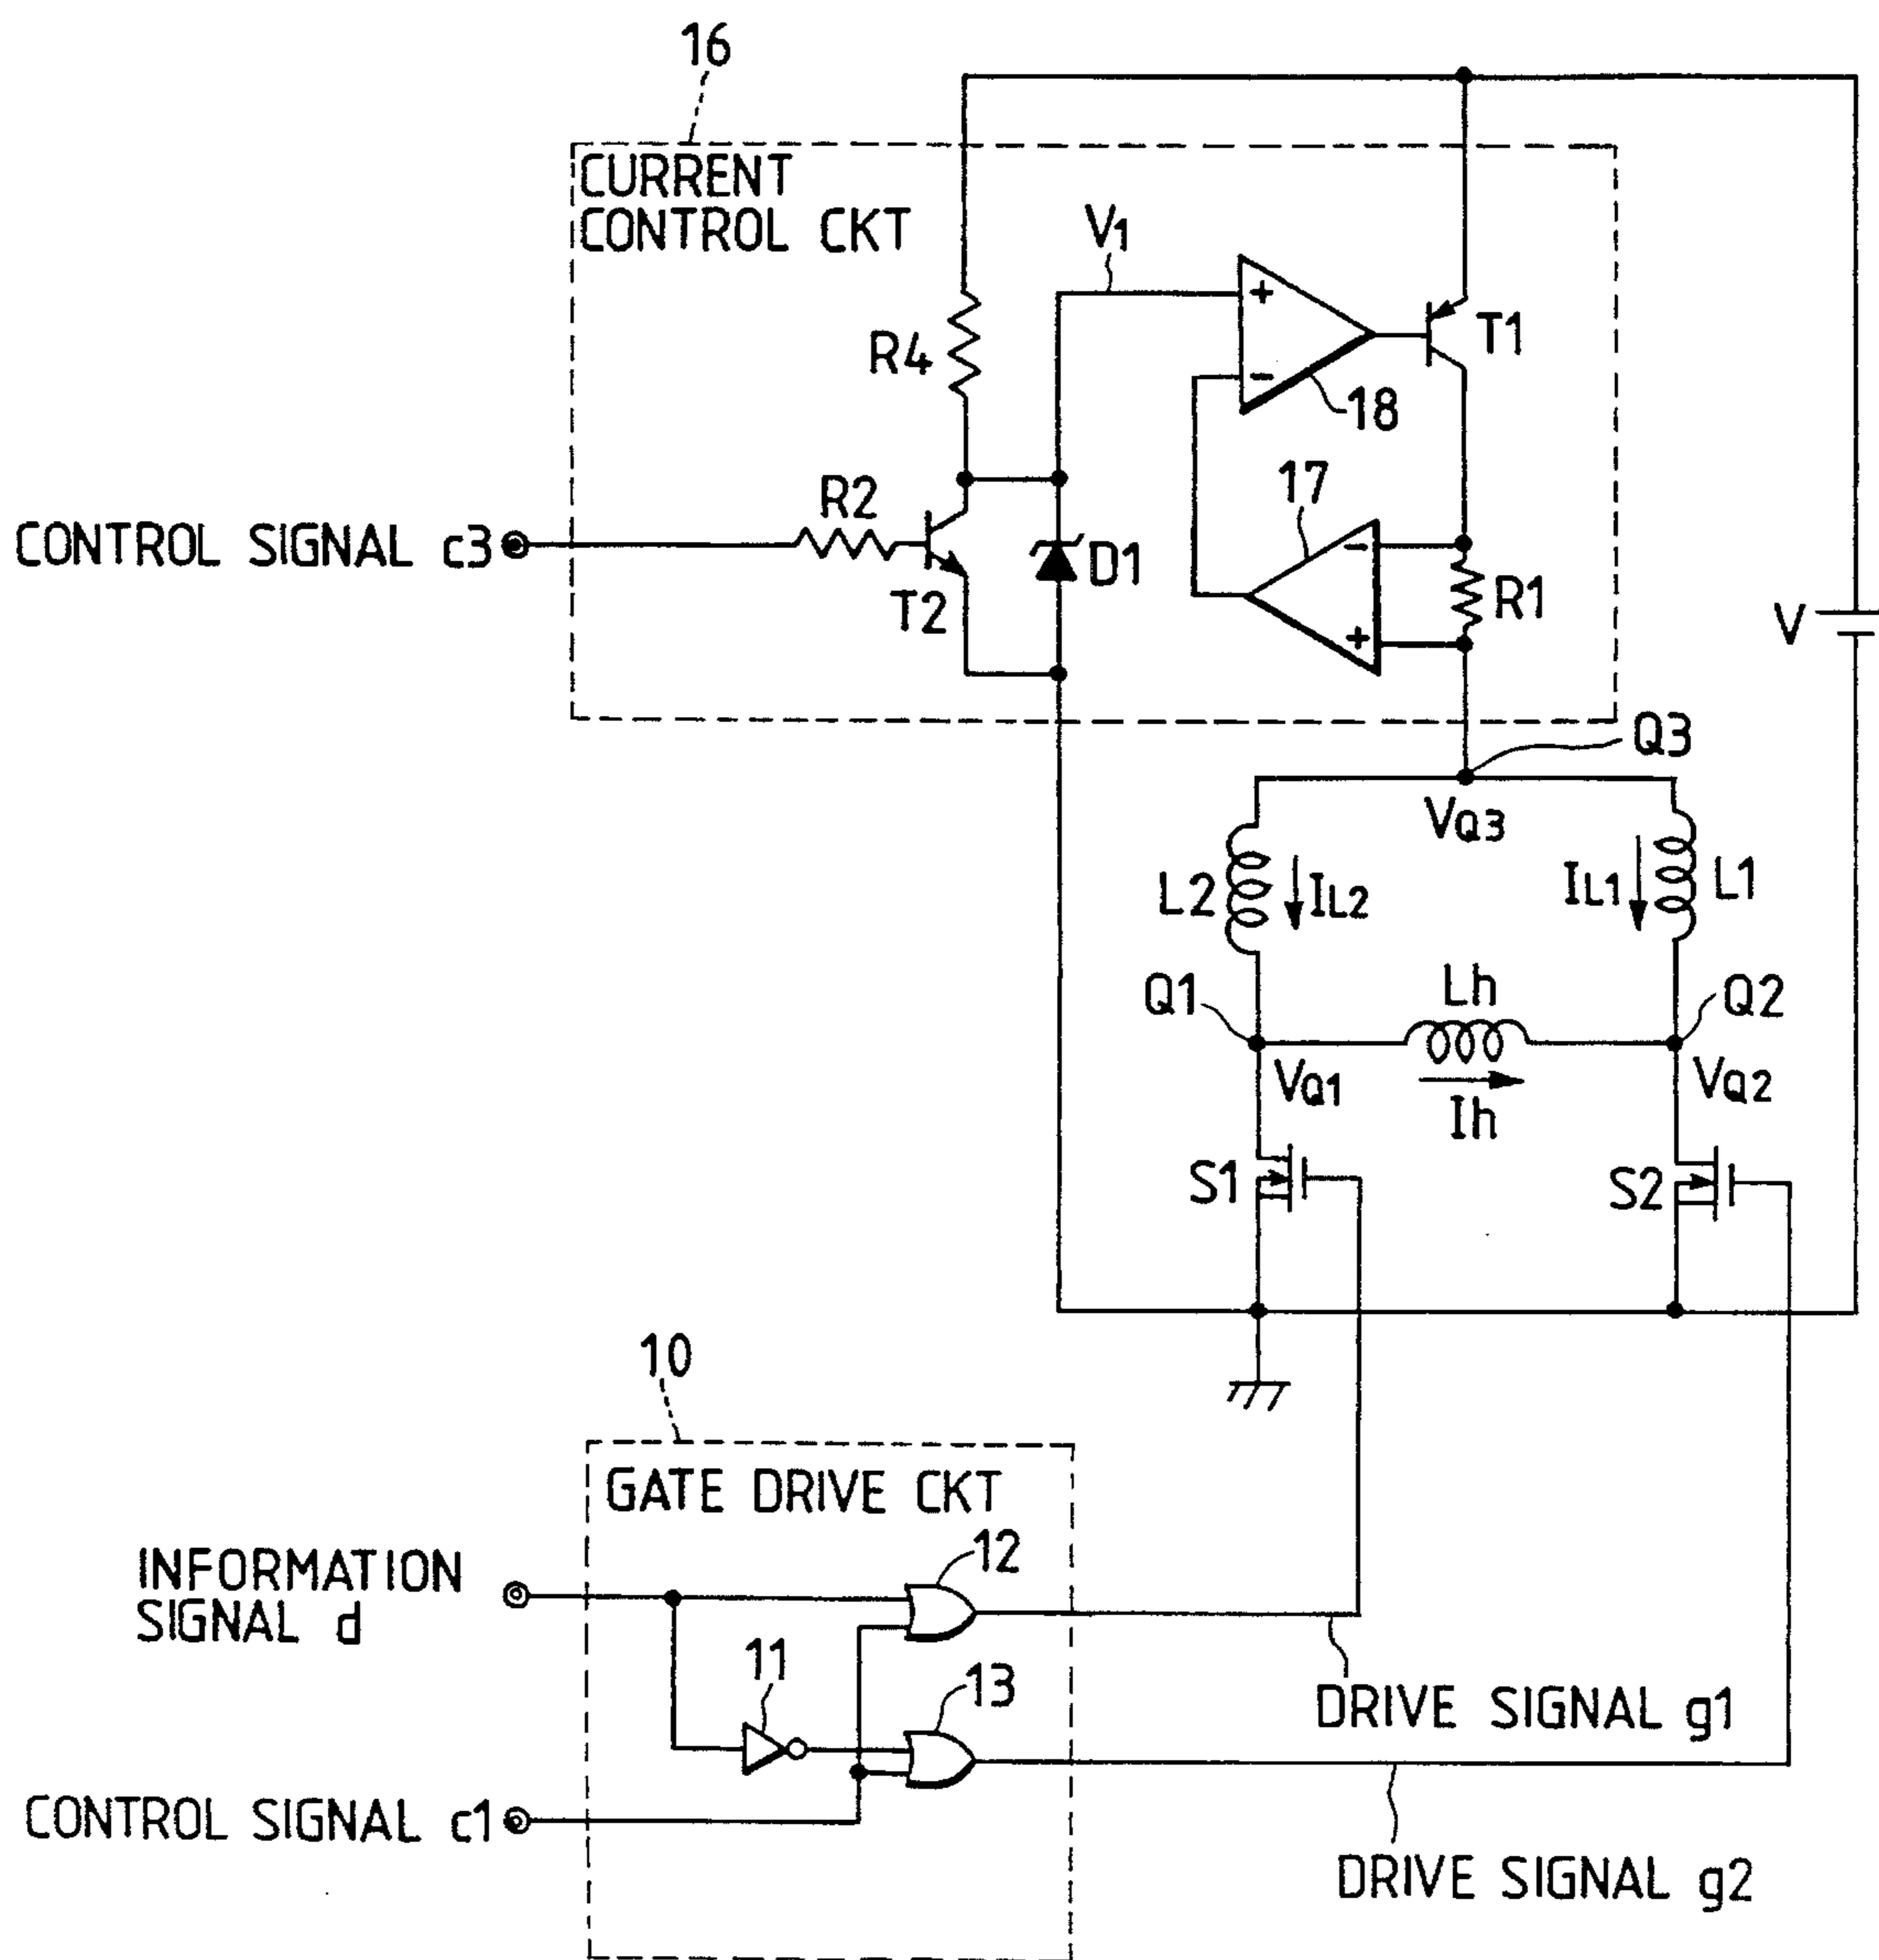 16
CURRENT
CONTROL CKT
V1
+
R4
T1
-
18
R2
17
CONTROL SIGNAL c3
-
D1
R1
T2
+
V
Q3
VQ3
L2
IL2
IL1
L1
Q1
Lh
Q2
VQ1
VQ2
Ih
S1
S2
10
GATE DRIVE CKT
12
INFORMATION
SIGNAL d
11
13
DRIVE SIGNAL g1
CONTROL SIGNAL c1
DRIVE SIGNAL g2